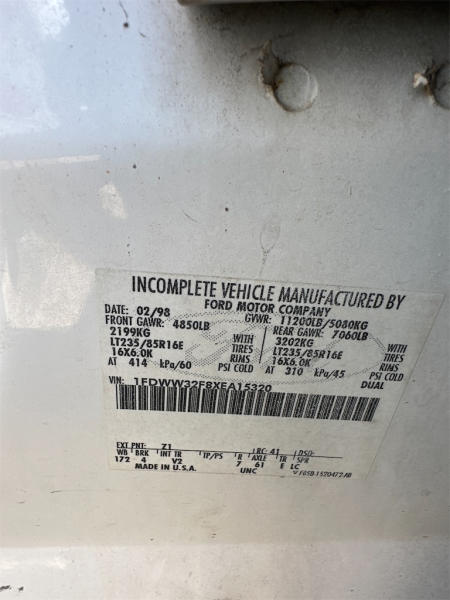 INCOMPLETE VEHICLE MANUFACTURED BY
FORD MOTOR COMPANY
DATE: 02/98 GVWR: 11200LB/5080KG
FRONT GAWR: 4850LB REAR GAWR: 7060LB
2199KG WITH 3202KG WITH
LT235/85R16E TIRES LT235/85R16E TIRES
16X6.0K RIMS 16X6.0K RIMS
AT 414 kPa/60 PSI COLD AT 310 kPa/45 PSI COLD
DUAL
VIN: 1FDWW32F8XEA15320
EXT PNT: Z1 RC: 41 DSO:
WB BRK INT TR TP/PS R AXLE TR SPR
172 4 V2 7 61 E LC
MADE IN U.S.A. UNC